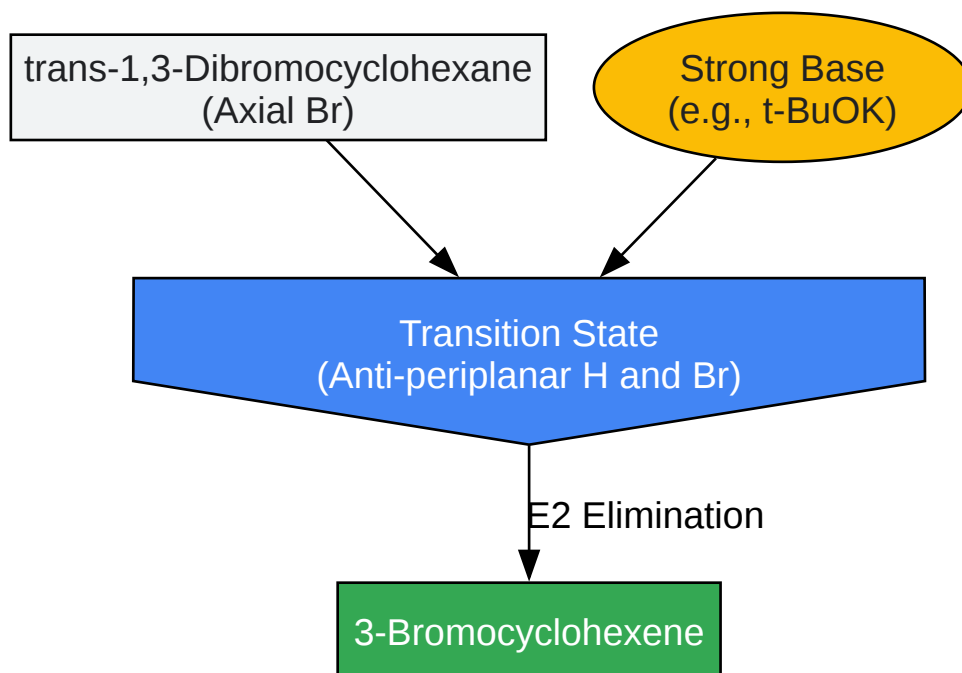 trans-1,3-Dibromocyclohexane
(Axial Br)
Strong Base
(e.g., t-BuOK)
Transition State
(Anti-periplanar H and Br)
E2 Elimination
3-Bromocyclohexene